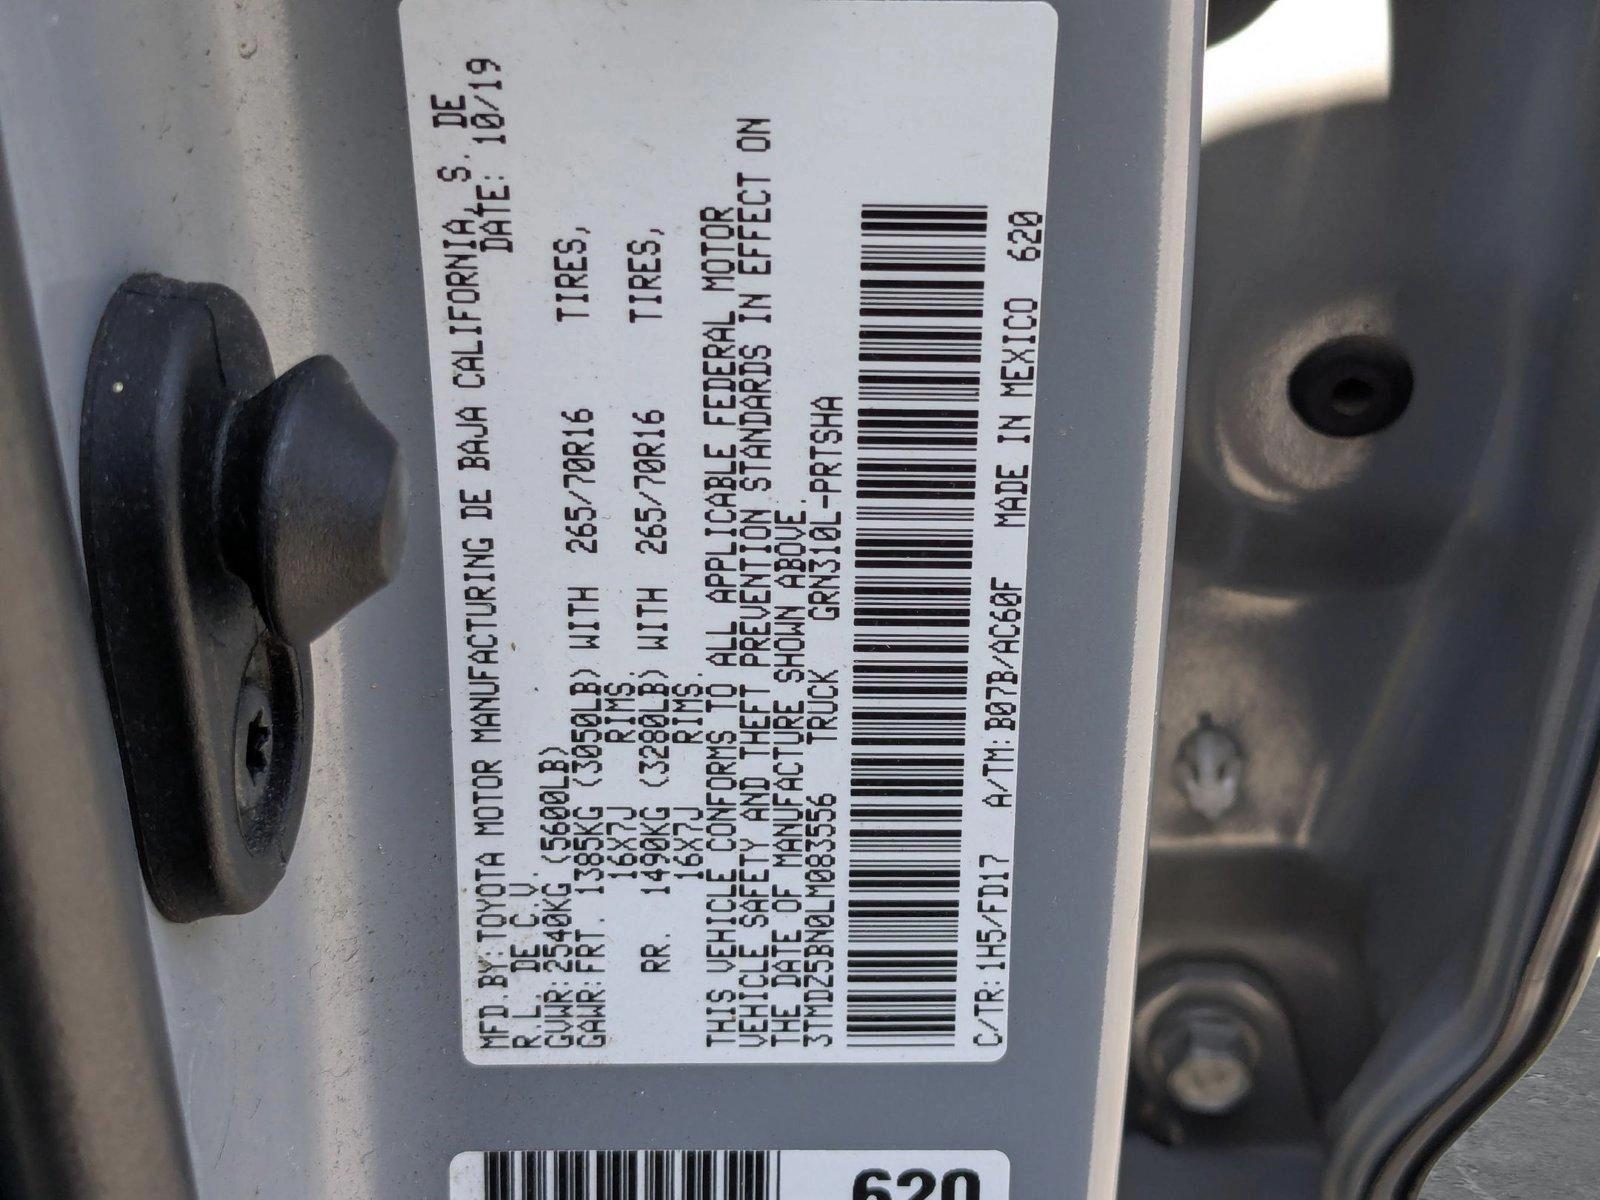 MFD.BY:TOYOTA MOTOR MANUFACTURING DE BAJA CALIFORNIA, S. DE
R.L. DE C.V. DATE: 10/19
GVWR:2540KG(5600LB)
GAWR:FRT. 1385KG (3050LB) WITH 265/70R16 TIRES,
16X7J RIMS.
RR. 1490KG (3280LB) WITH 265/70R16 TIRES,
16X7J RIMS.
THIS VEHICLE CONFORMS TO ALL APPLICABLE FEDERAL MOTOR
VEHICLE SAFETY AND THEFT PREVENTION STANDARDS IN EFFECT ON
THE DATE OF MANUFACTURE SHOWN ABOVE.
3TMDZ5BN0LM083556 TRUCK GRN310L-PRTSHA
C/TR:1H5/FD17 A/TM:B07B/AC60F MADE IN MEXICO 620
620